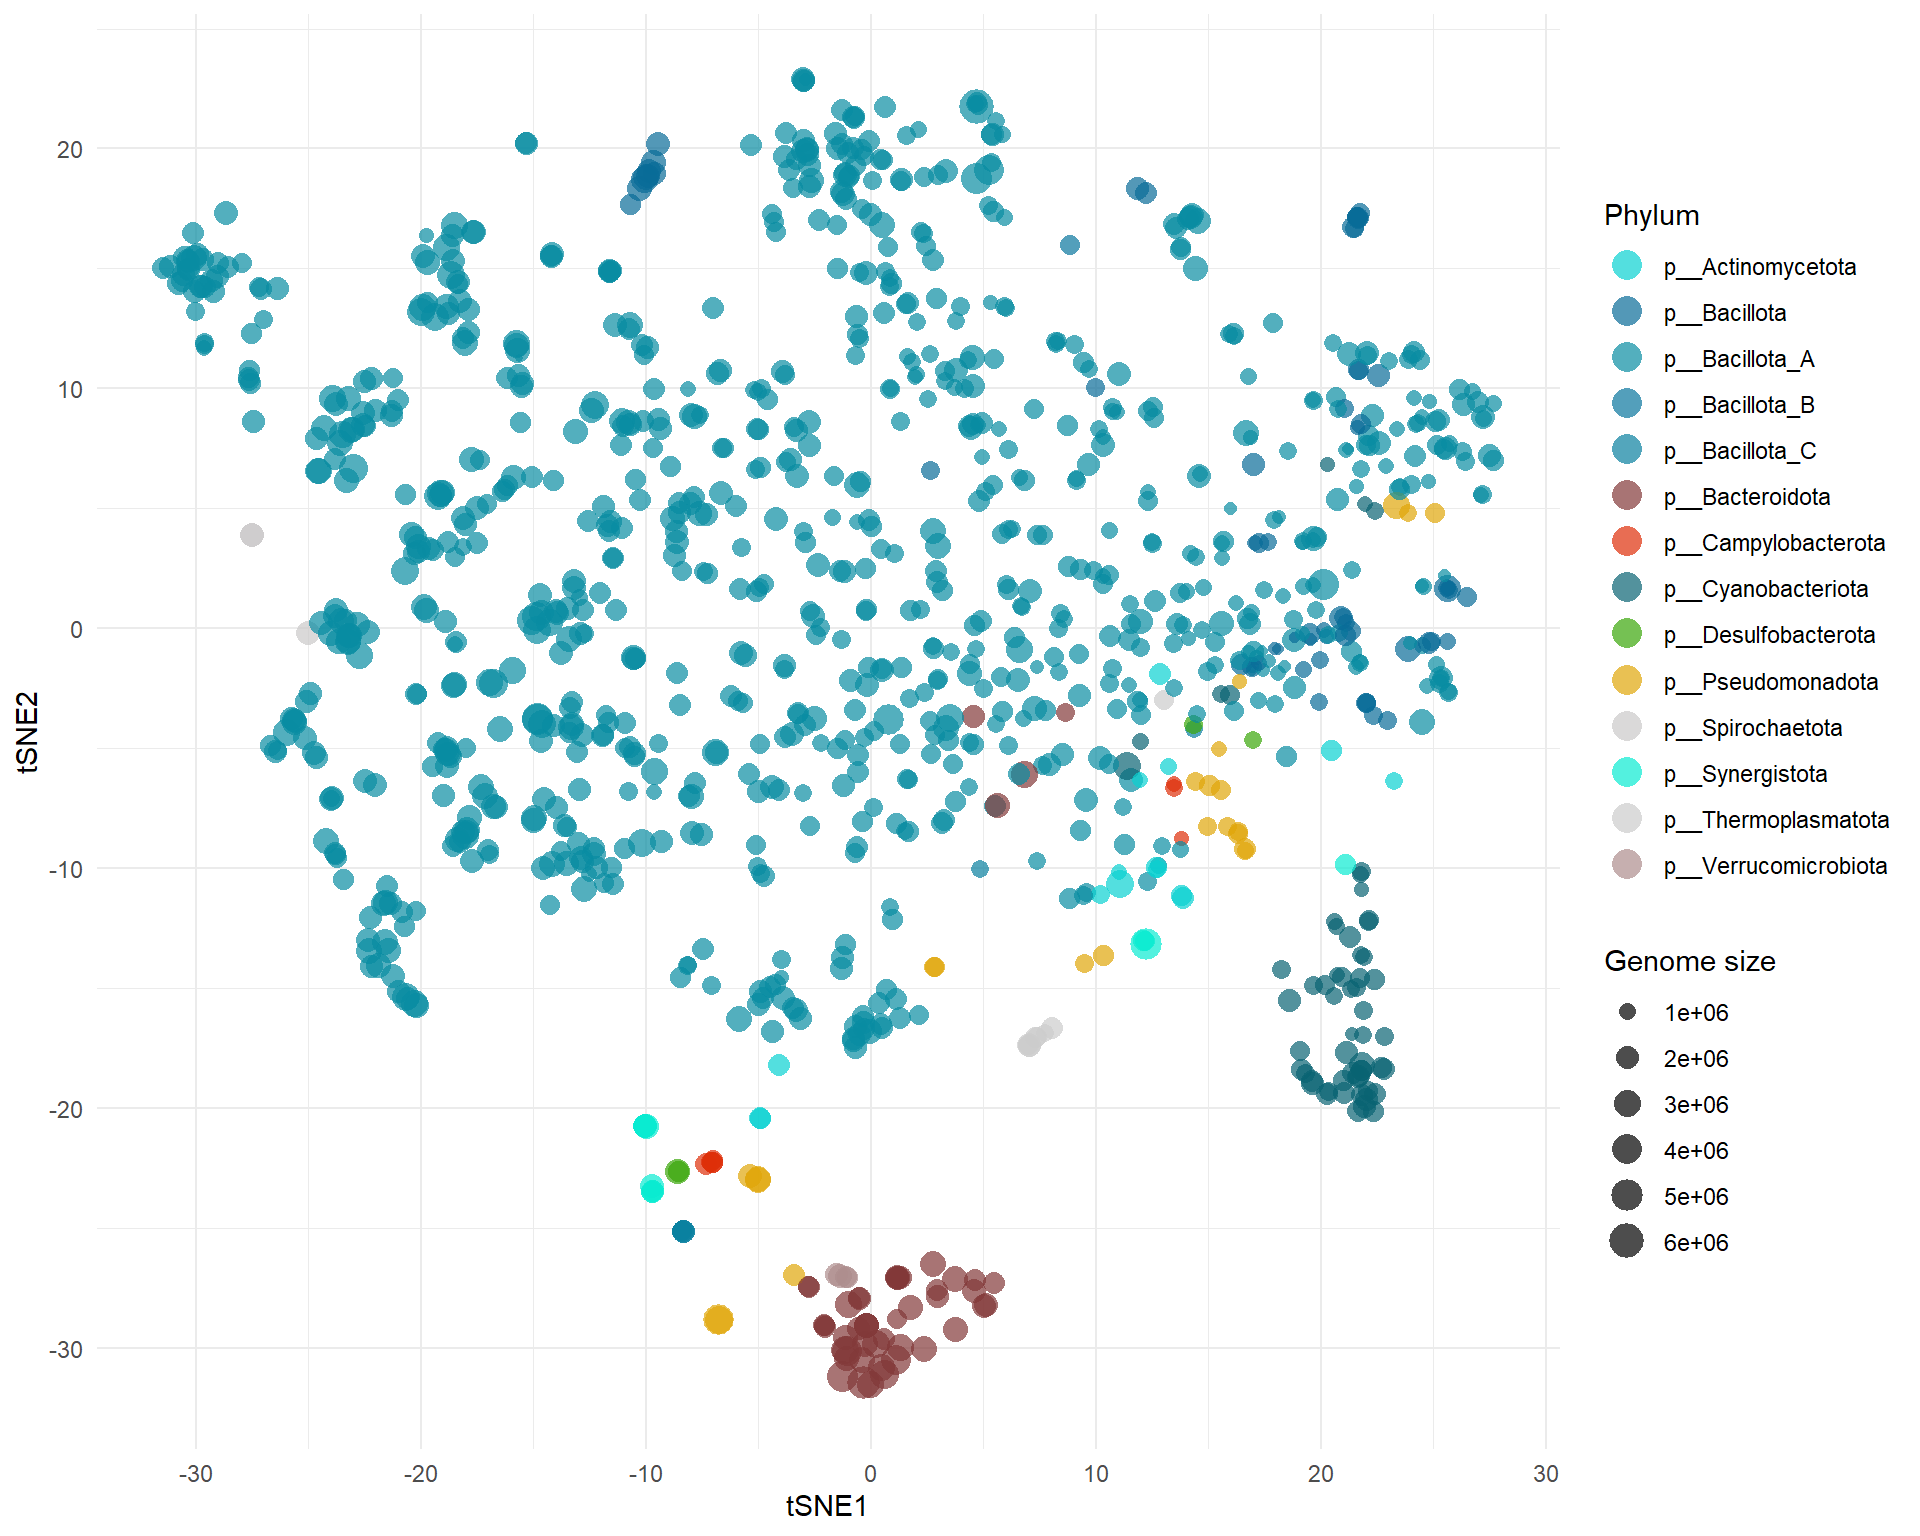 20
10
0
-10
-20
-30
tSNE2
-30
-20
-10
0
10
20
30
tSNE1
Phylum
p__Actinomycetota
p__Bacillota
p__Bacillota_A
p__Bacillota_B
p__Bacillota_C
p__Bacteroidota
p__Campylobacterota
p__Cyanobacteriota
p__Desulfobacterota
p__Pseudomonadota
p__Spirochaetota
p__Synergistota
p__Thermoplasmatota
p__Verrucomicrobiota
Genome size
1e+06
2e+06
3e+06
4e+06
5e+06
6e+06